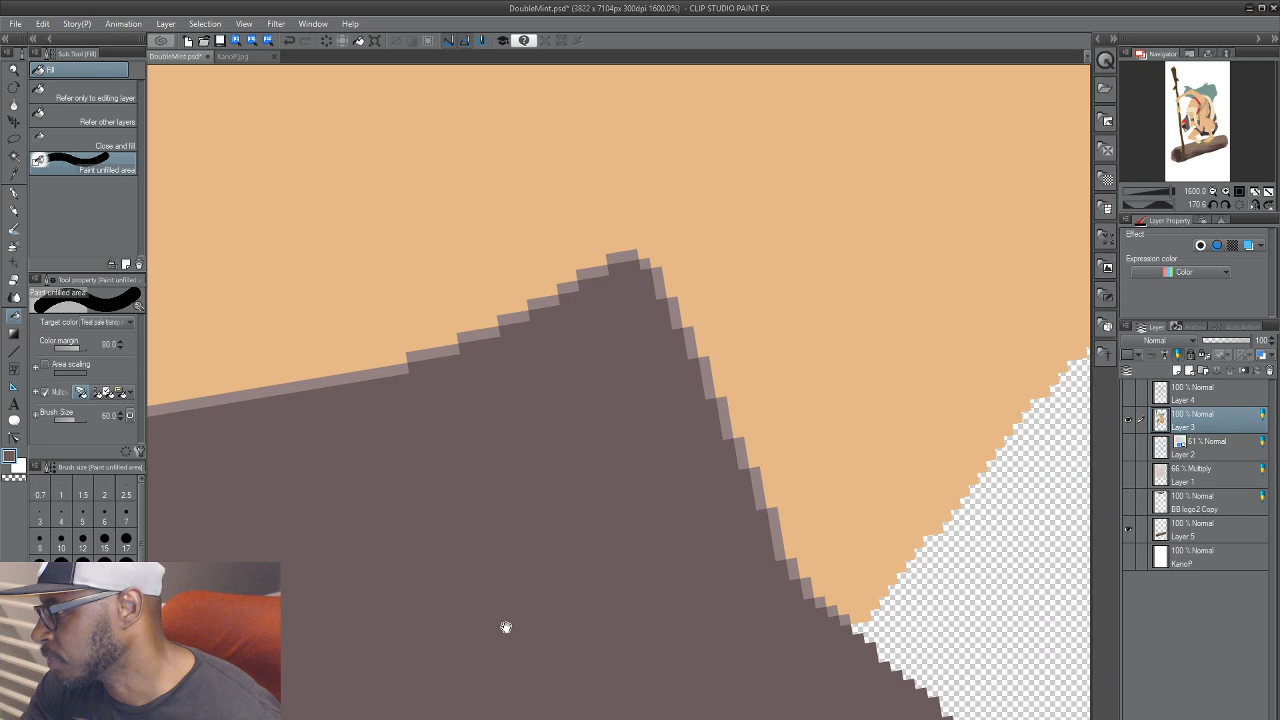 DoubleMint.psd* (3822 x 7104px 300dpi 1600.0%) - CLIP STUDIO PAINT EX
File Edit Story(P) Animation Layer Selection View Filter Window Help
DoubleMint.psd* KanoP.jpg
Sub Tool (Fill)
Fill
Refer only to editing layer
Refer other layers
Close and fill
Paint unfilled area
Tool property (Paint unfilled
Paint unfilled area
Target color
Color margin 80.0
Area scaling
Multiple
Brush Size 60.0
Brush size (Paint unfilled area)
0.7 1 1.5 2 2.5
3 4 5 6 7
8 10 12 15 17
Navigator
1600.0
170.6
Layer Property
Effect
Expression color
Color
Layer History Auto Action
Normal 100
100 % Normal
Layer 4
100 % Normal
Layer 3
61 % Normal
Layer 2
66 % Multiply
Layer 1
100 % Normal
BB logo2 Copy
100 % Normal
Layer 5
100 % Normal
KanoP